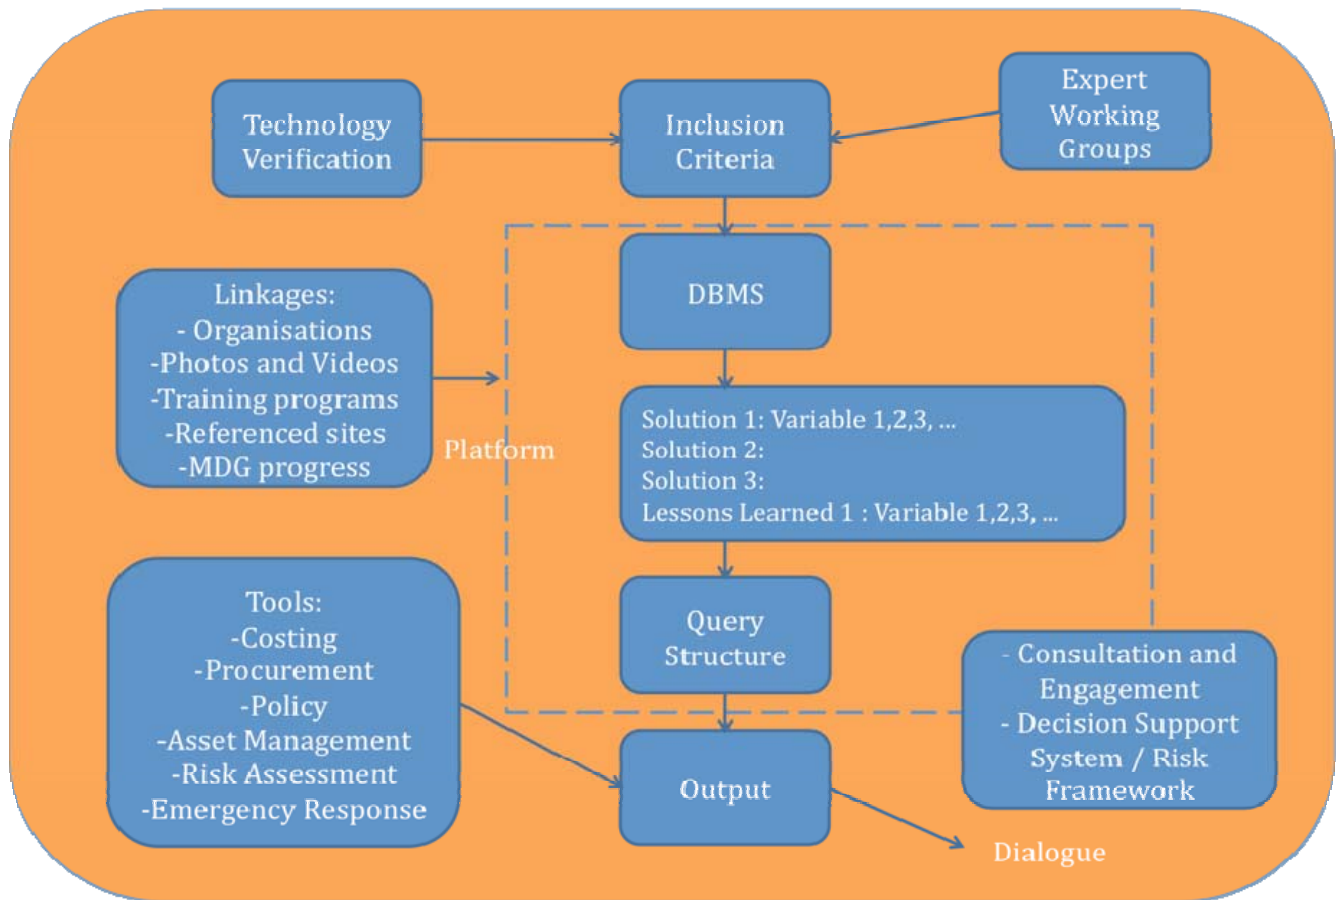 Technology
Verification
Inclusion
Criteria
Expert
Working
Groups
DBMS
Linkages:
- Organisations
-Photos and Videos
-Training programs
-Referenced sites
-MDG progress
Platform
Solution 1: Variable 1,2,3, ...
Solution 2:
Solution 3:
Lessons Learned 1 : Variable 1,2,3, ...
Tools:
-Costing
-Procurement
-Policy
-Asset Management
-Risk Assessment
-Emergency Response
Query
Structure
- Consultation and
Engagement
- Decision Support
System / Risk
Framework
Output
Dialogue